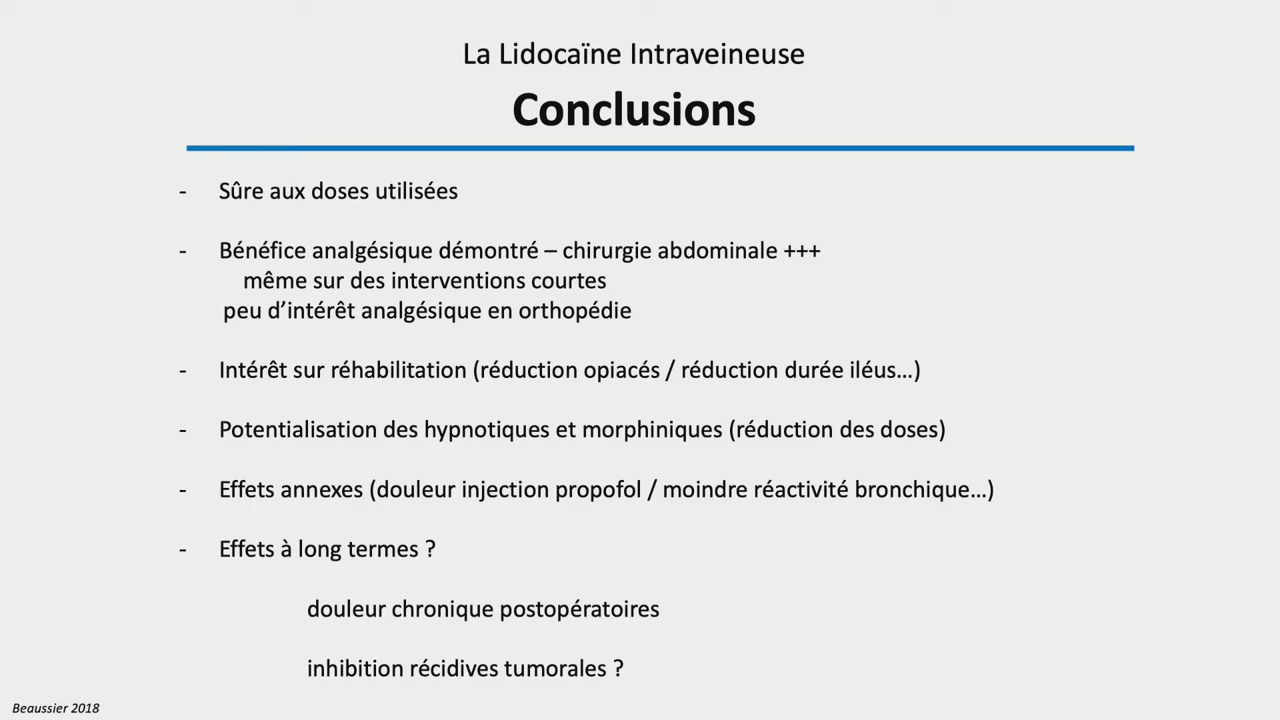 La Lidocaïne Intraveineuse
Conclusions
- Sûre aux doses utilisées
- Bénéfice analgésique démontré – chirurgie abdominale +++
même sur des interventions courtes
peu d’intérêt analgésique en orthopédie
- Intérêt sur réhabilitation (réduction opiacés / réduction durée iléus…)
- Potentialisation des hypnotiques et morphiniques (réduction des doses)
- Effets annexes (douleur injection propofol / moindre réactivité bronchique…)
- Effets à long termes ?
douleur chronique postopératoires
inhibition récidives tumorales ?
Beaussier 2018